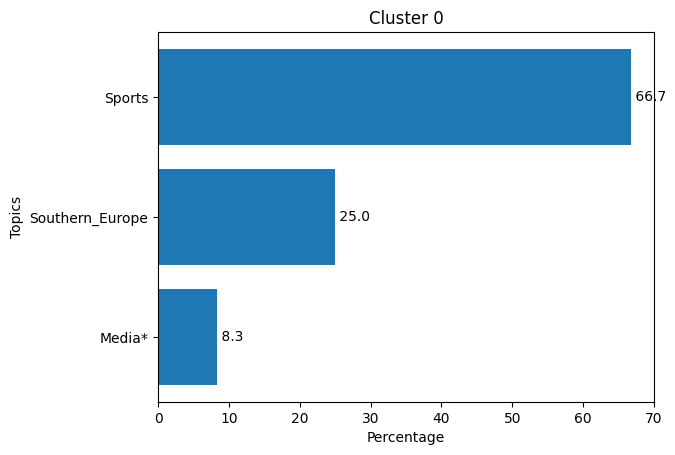 Cluster 0
Topics
Sports
66.7
Southern_Europe
25.0
Media*
8.3
0 10 20 30 40 50 60 70
Percentage